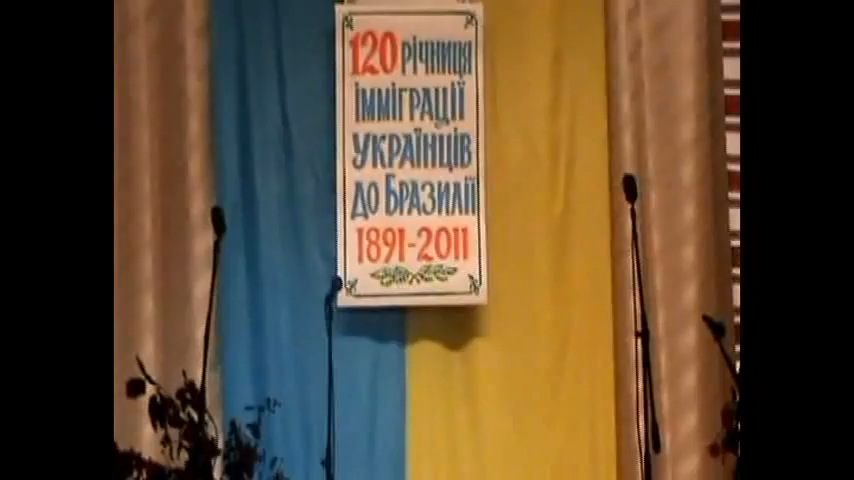 120 річниця
імміграції
українців
до Бразилії
1891-2011